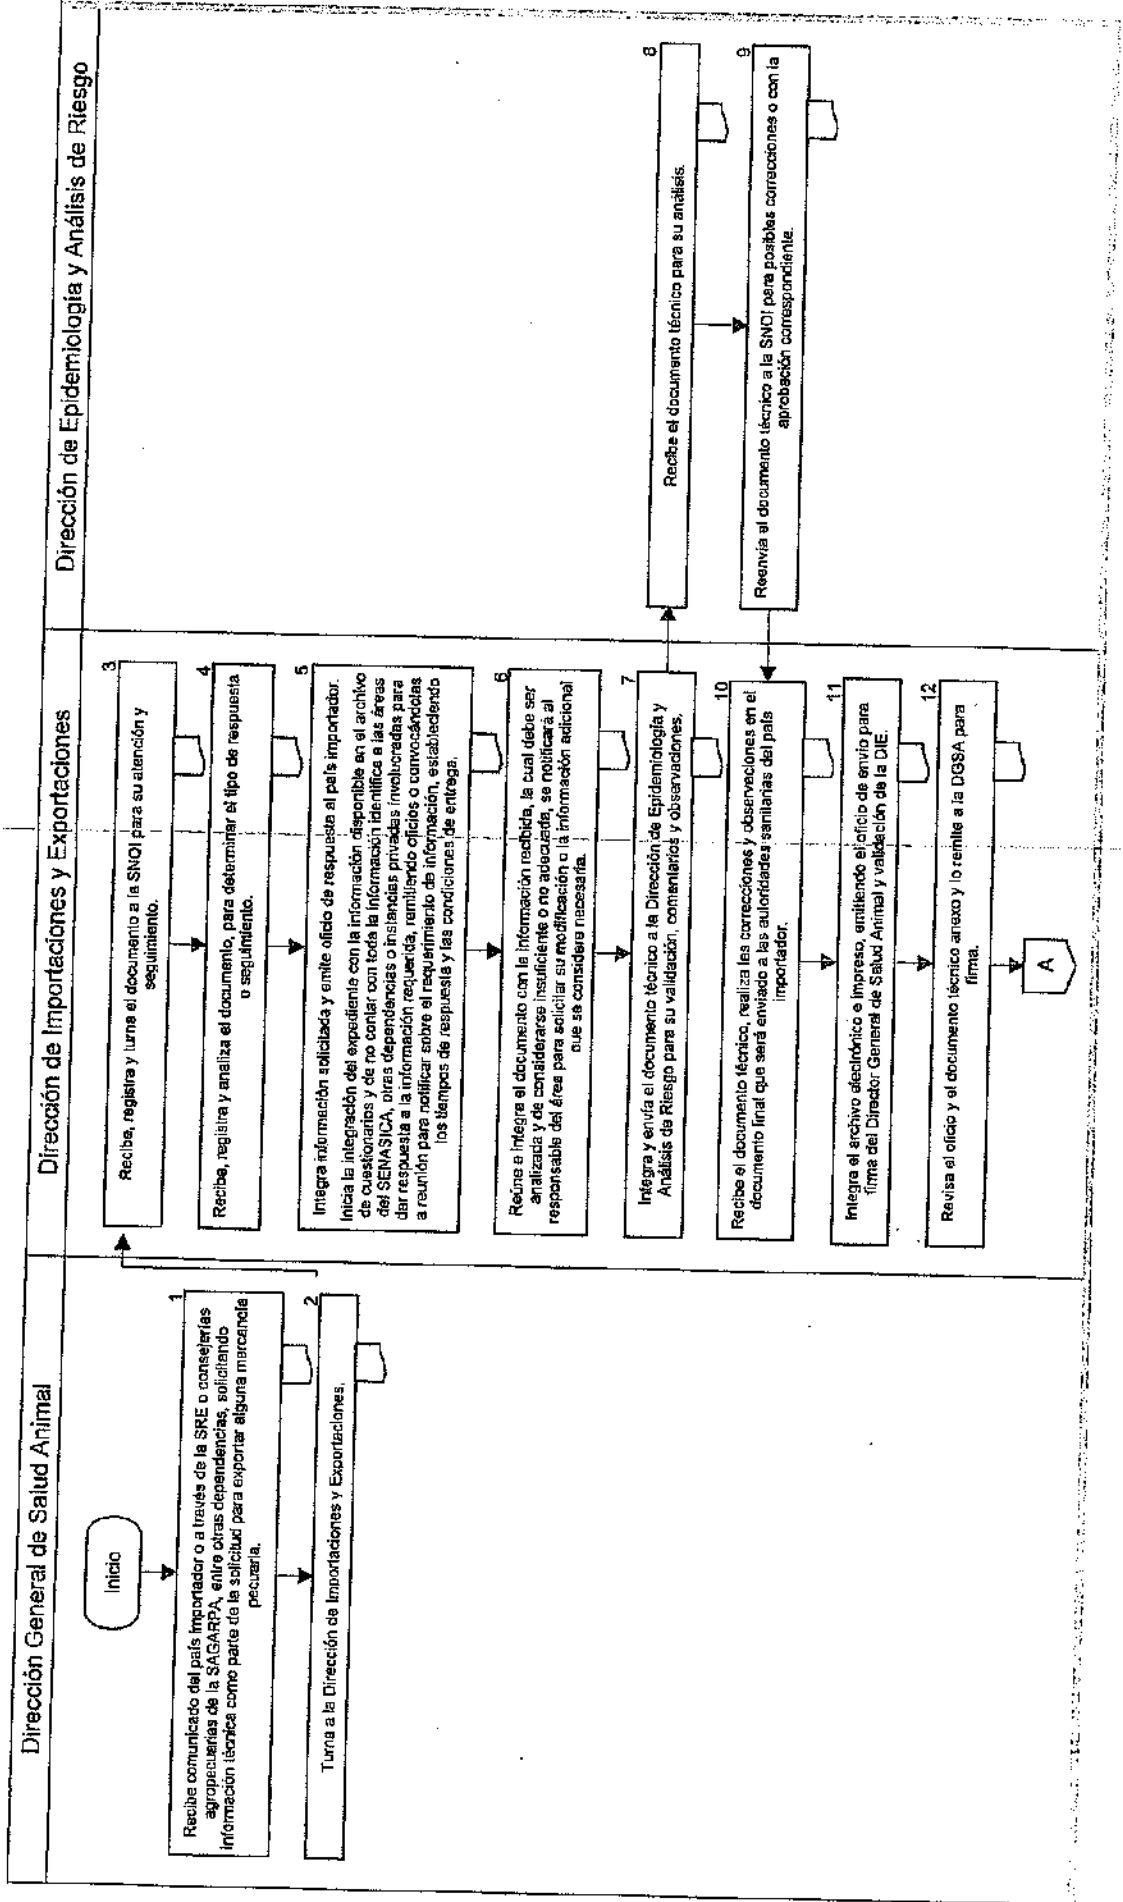 Dirección General de Salud Animal
Dirección de Importaciones y Exportaciones
Dirección de Epidemiología y Análisis de Riesgo
Inicio
1
Recibe comunicado del país importador o a través de la SRE o consejerías
agropecuarias de la SAGARPA, entre otras dependencias, solicitando
información técnica como parte de la solicitud para exportar alguna mercancía
pecuaria.
2
Turna a la Dirección de Importaciones y Exportaciones.
3
Recibe, registra y turna el documento a la SNOI para su atención y
seguimiento.
4
Recibe, registra y analiza el documento, para determinar el tipo de respuesta
o seguimiento.
5
Integra información solicitada y emite oficio de respuesta al país importador.
Inicia la integración del expediente con la información disponible en el archivo
de cuestionarios y de no contar con toda la información identifica a las áreas
del SENASICA, otras dependencias o instancias privadas involucradas para
dar respuesta a la información requerida, remitiendo oficios o convocándolas
a reunión para notificar sobre el requerimiento de información, estableciendo
los tiempos de respuesta y las condiciones de entrega.
6
Reúne e integra el documento con la información recibida, la cual debe ser
analizada y de considerarse insuficiente o no adecuada, se notificará al
responsable del área para solicitar su modificación o la información adicional
que se considere necesaria.
7
Integra y envía el documento técnico a la Dirección de Epidemiología y
Análisis de Riesgo para su validación, comentarios y observaciones.
8
Recibe el documento técnico para su análisis.
9
Reenvía el documento técnico a la SNOI para posibles correcciones o con la
aprobación correspondiente.
10
Recibe el documento técnico, realiza las correcciones y observaciones en el
documento final que será enviado a las autoridades sanitarias del país
importador.
11
Integra el archivo electrónico e impreso, emitiendo el oficio de envío para
firma del Director General de Salud Animal y validación de la DIE.
12
Revisa el oficio y el documento técnico anexo y lo remite a la DGSA para
firma.
A